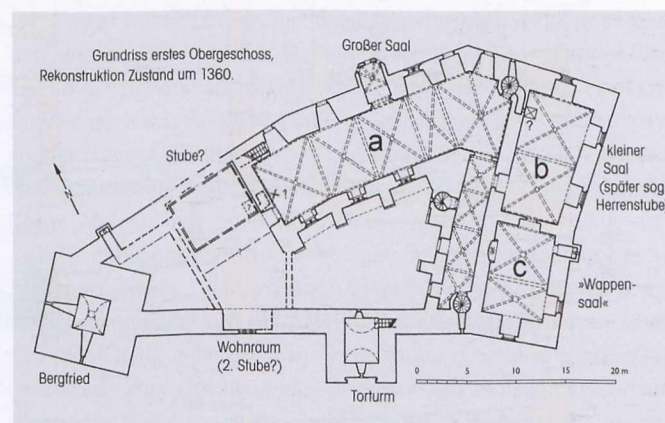 Grundriss erstes Obergeschoss,
Rekonstruktion Zustand um 1360.
Großer Saal
Stube?
a
?
?
b
kleiner
Saal
(später sog.
Herrenstube)
c
»Wappen-
saal«
Wohnraum
(2. Stube?)
Bergfried
Torturm
0 5 10 15 20 m